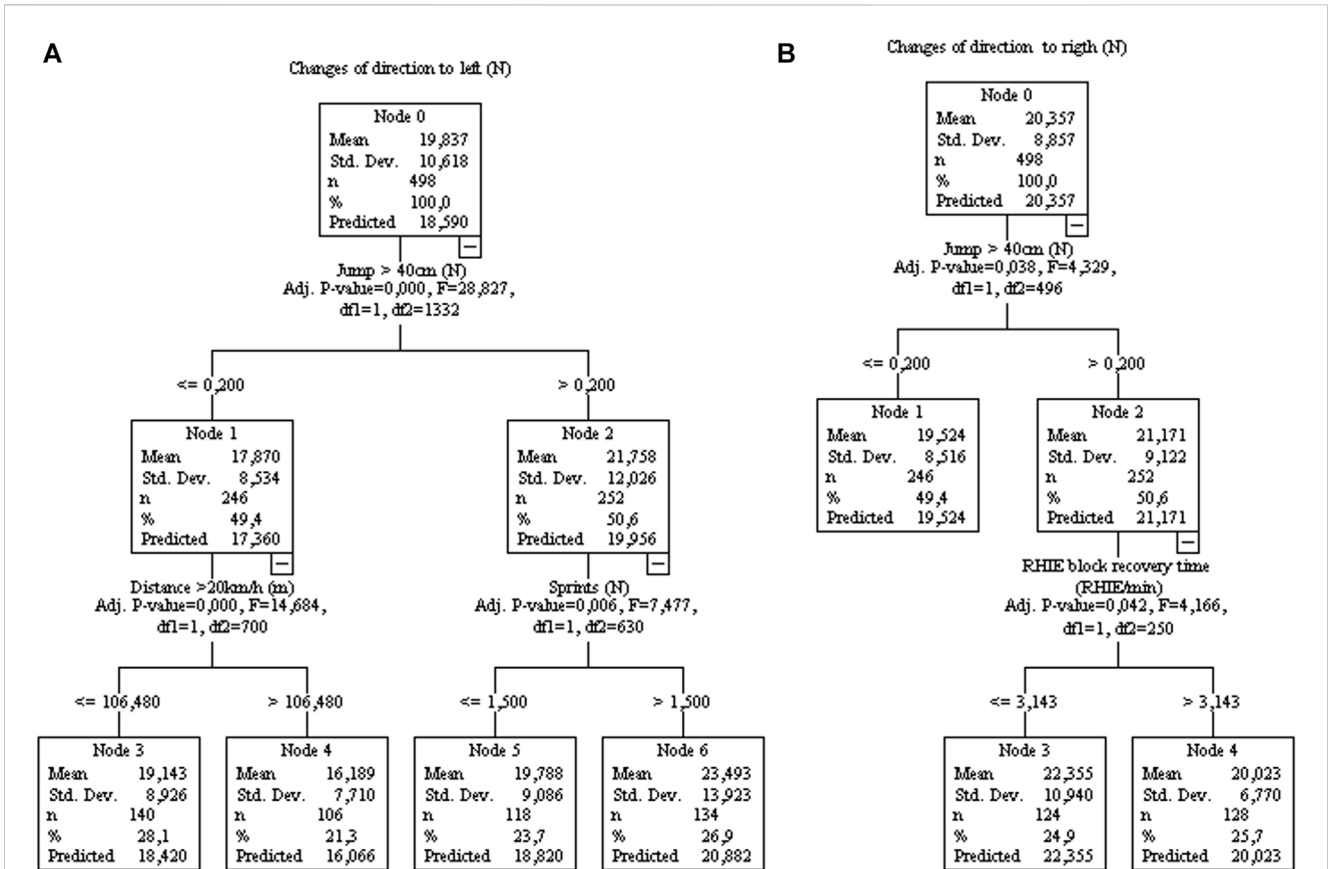 A
Changes of direction to left (N)
Node 0
Mean 19,837
Std. Dev. 10,618
n 498
% 100,0
Predicted 18,590
Jump > 40cm (N)
Adj. P-value=0,000, F=28,827,
df1=1, df2=1332
<= 0,200
> 0,200
Node 1
Mean 17,870
Std. Dev. 8,534
n 246
% 49,4
Predicted 17,360
Node 2
Mean 21,758
Std. Dev. 12,026
n 252
% 50,6
Predicted 19,956
Distance >20km/h (m)
Adj. P-value=0,000, F=14,684,
df1=1, df2=700
Sprints (N)
Adj. P-value=0,006, F=7,477,
df1=1, df2=630
<= 106,480
> 106,480
<= 1,500
> 1,500
Node 3
Mean 19,143
Std. Dev. 8,926
n 140
% 28,1
Predicted 18,420
Node 4
Mean 16,189
Std. Dev. 7,710
n 106
% 21,3
Predicted 16,066
Node 5
Mean 19,788
Std. Dev. 9,086
n 118
% 23,7
Predicted 18,820
Node 6
Mean 23,493
Std. Dev. 13,923
n 134
% 26,9
Predicted 20,882
B
Changes of direction to rigth (N)
Node 0
Mean 20,357
Std. Dev. 8,857
n 498
% 100,0
Predicted 20,357
Jump > 40cm (N)
Adj. P-value=0,038, F=4,329,
df1=1, df2=496
<= 0,200
> 0,200
Node 1
Mean 19,524
Std. Dev. 8,516
n 246
% 49,4
Predicted 19,524
Node 2
Mean 21,171
Std. Dev. 9,122
n 252
% 50,6
Predicted 21,171
RHIE block recovery time
(RHIE/min)
Adj. P-value=0,042, F=4,166,
df1=1, df2=250
<= 3,143
> 3,143
Node 3
Mean 22,355
Std. Dev. 10,940
n 124
% 24,9
Predicted 22,355
Node 4
Mean 20,023
Std. Dev. 6,770
n 128
% 25,7
Predicted 20,023